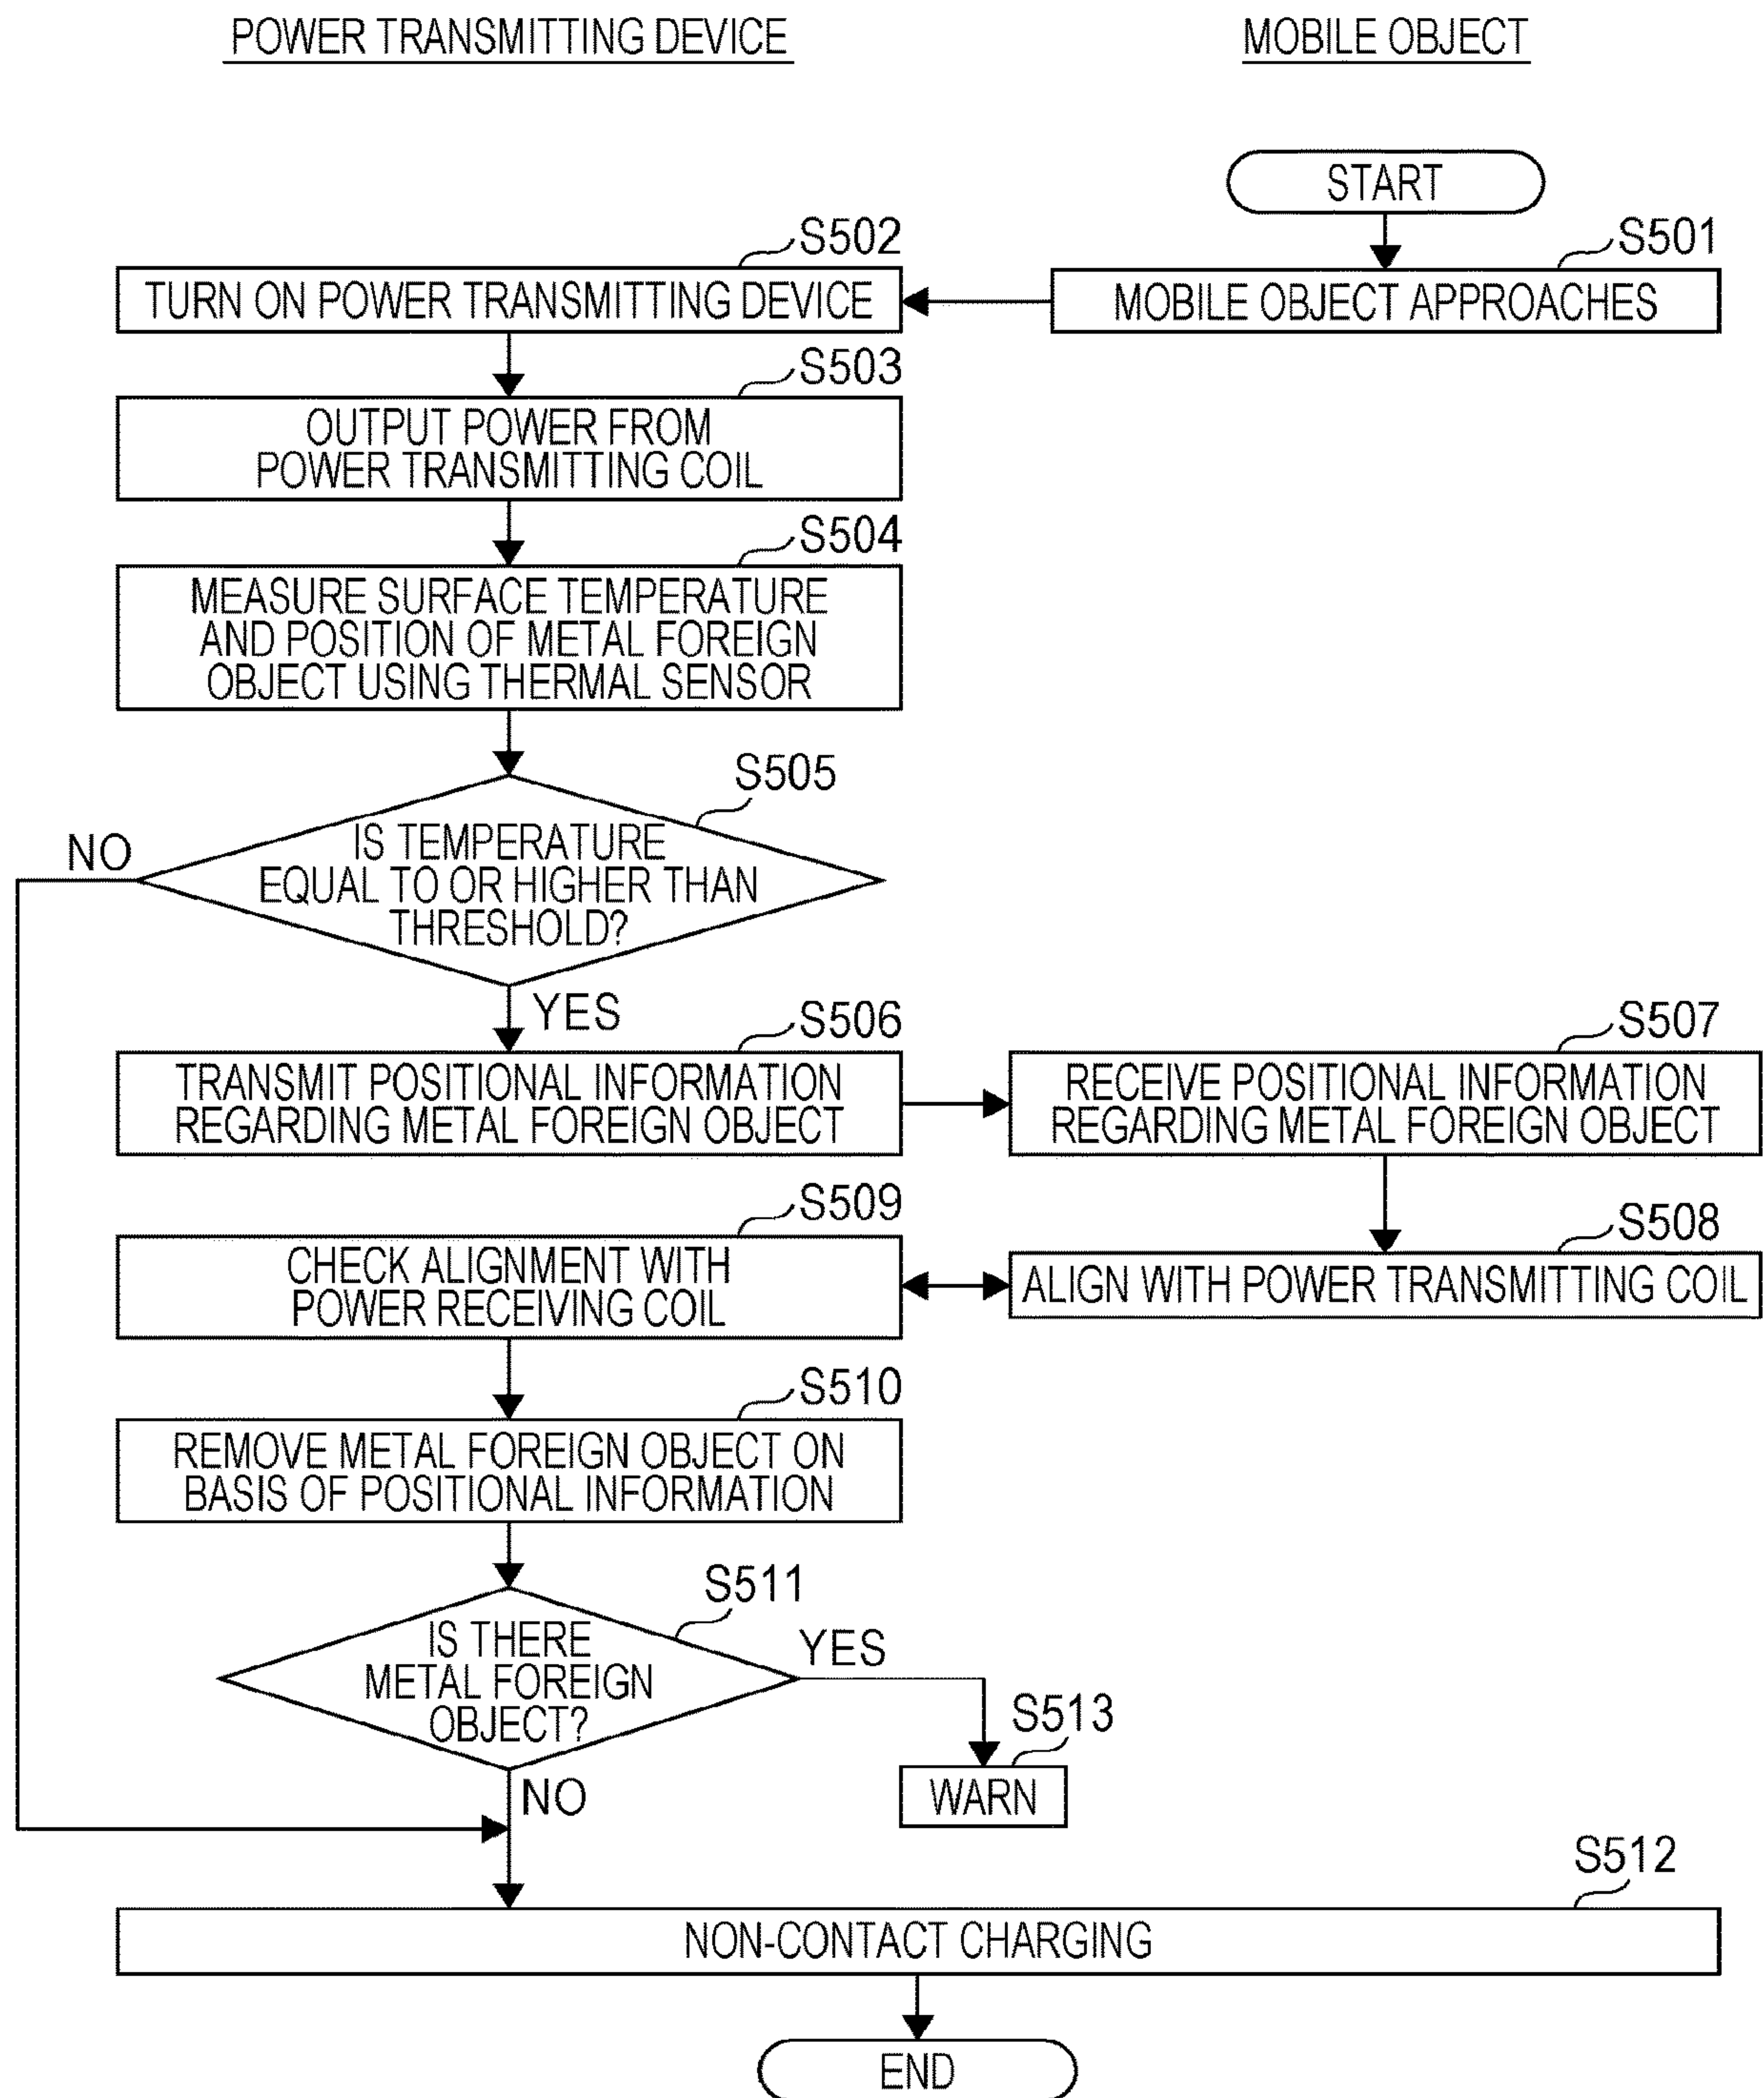 POWER TRANSMITTING DEVICE
MOBILE OBJECT
START
S501
MOBILE OBJECT APPROACHES
S502
TURN ON POWER TRANSMITTING DEVICE
S503
OUTPUT POWER FROM
POWER TRANSMITTING COIL
S504
MEASURE SURFACE TEMPERATURE
AND POSITION OF METAL FOREIGN
OBJECT USING THERMAL SENSOR
S505
IS TEMPERATURE
EQUAL TO OR HIGHER THAN
THRESHOLD?
NO
YES
S506
TRANSMIT POSITIONAL INFORMATION
REGARDING METAL FOREIGN OBJECT
S507
RECEIVE POSITIONAL INFORMATION
REGARDING METAL FOREIGN OBJECT
S508
ALIGN WITH POWER TRANSMITTING COIL
S509
CHECK ALIGNMENT WITH
POWER RECEIVING COIL
S510
REMOVE METAL FOREIGN OBJECT ON
BASIS OF POSITIONAL INFORMATION
S511
IS THERE
METAL FOREIGN
OBJECT?
YES
S513
WARN
NO
S512
NON-CONTACT CHARGING
END